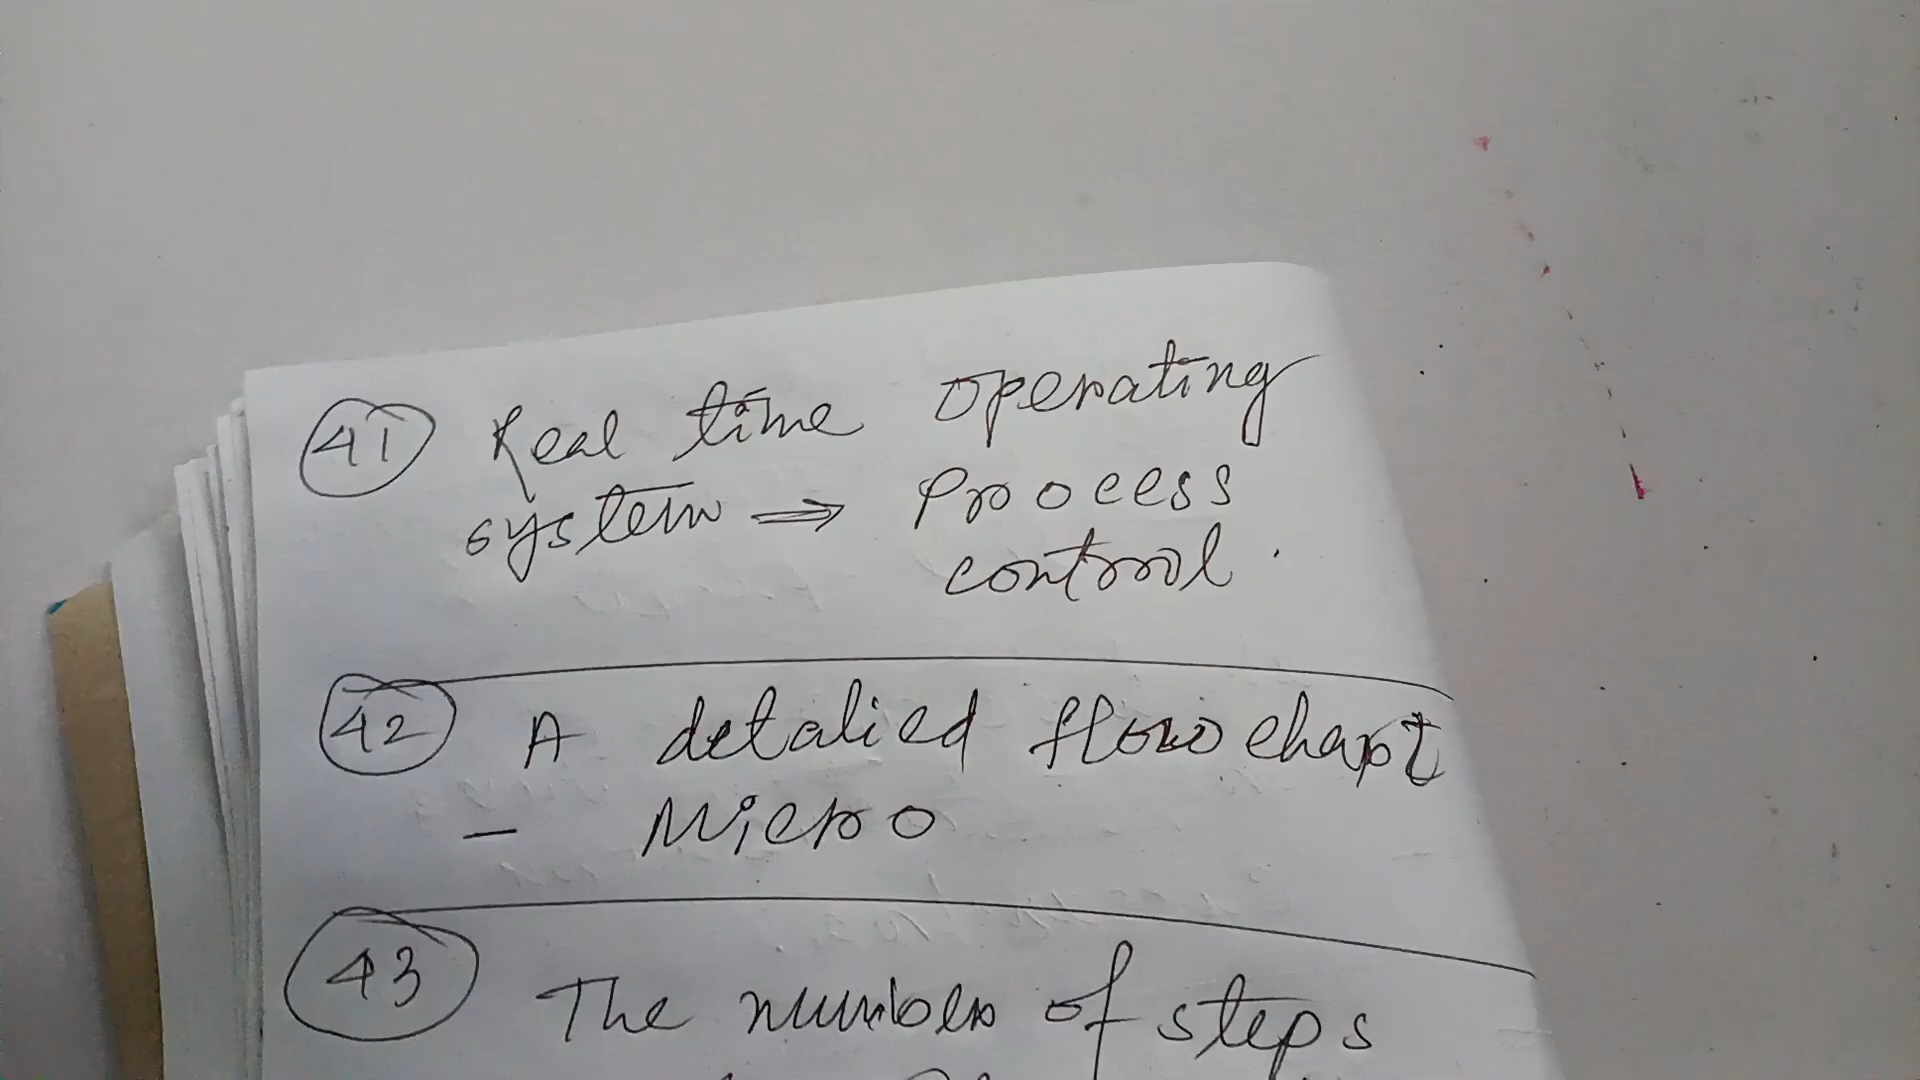 41 Real time operating
system ⇒ Process
control.
42 A detalied flow chart
- Micro
43 The number of steps